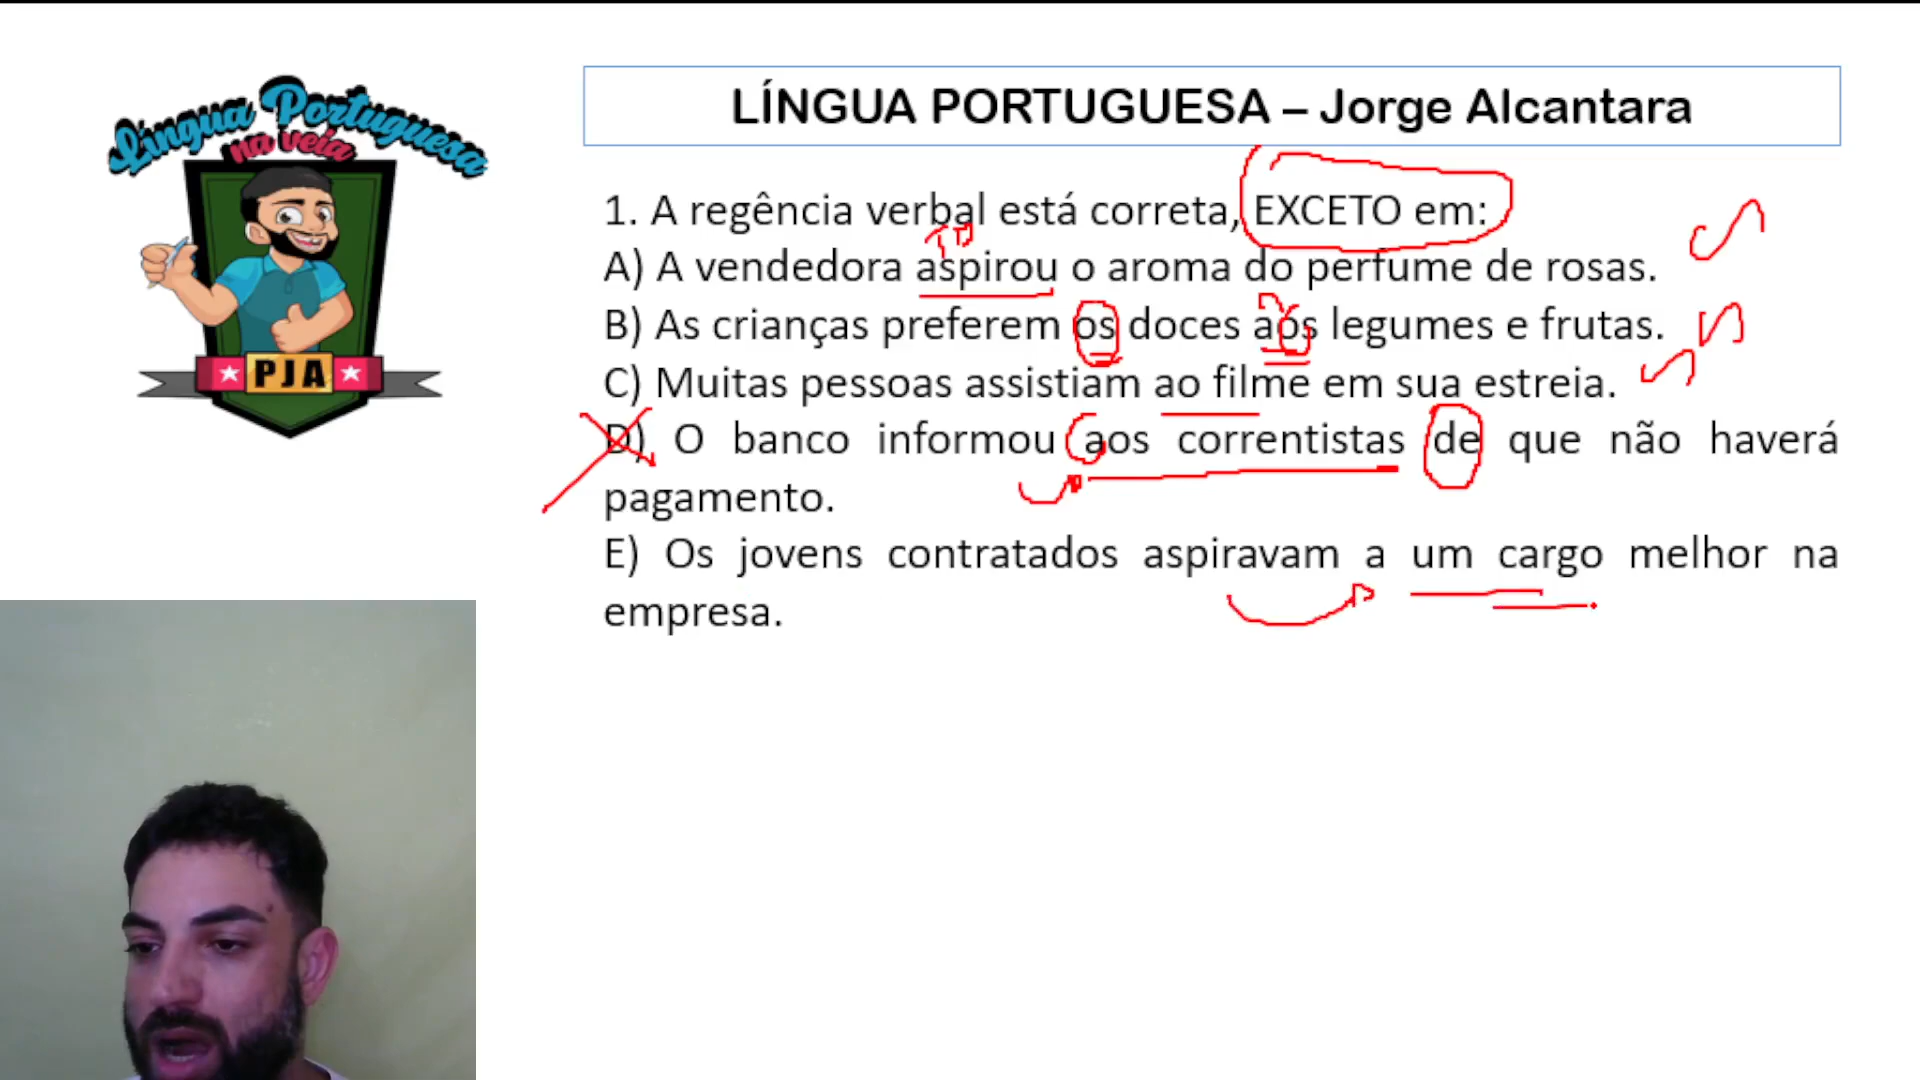 Língua Portuguesa
na veia
PJA
LÍNGUA PORTUGUESA – Jorge Alcantara
1. A regência verbal está correta, EXCETO em:
A) A vendedora aspirou o aroma do perfume de rosas.
B) As crianças preferem os doces aos legumes e frutas.
C) Muitas pessoas assistiam ao filme em sua estreia.
D) O banco informou aos correntistas de que não haverá
pagamento.
E) Os jovens contratados aspiravam a um cargo melhor na
empresa.